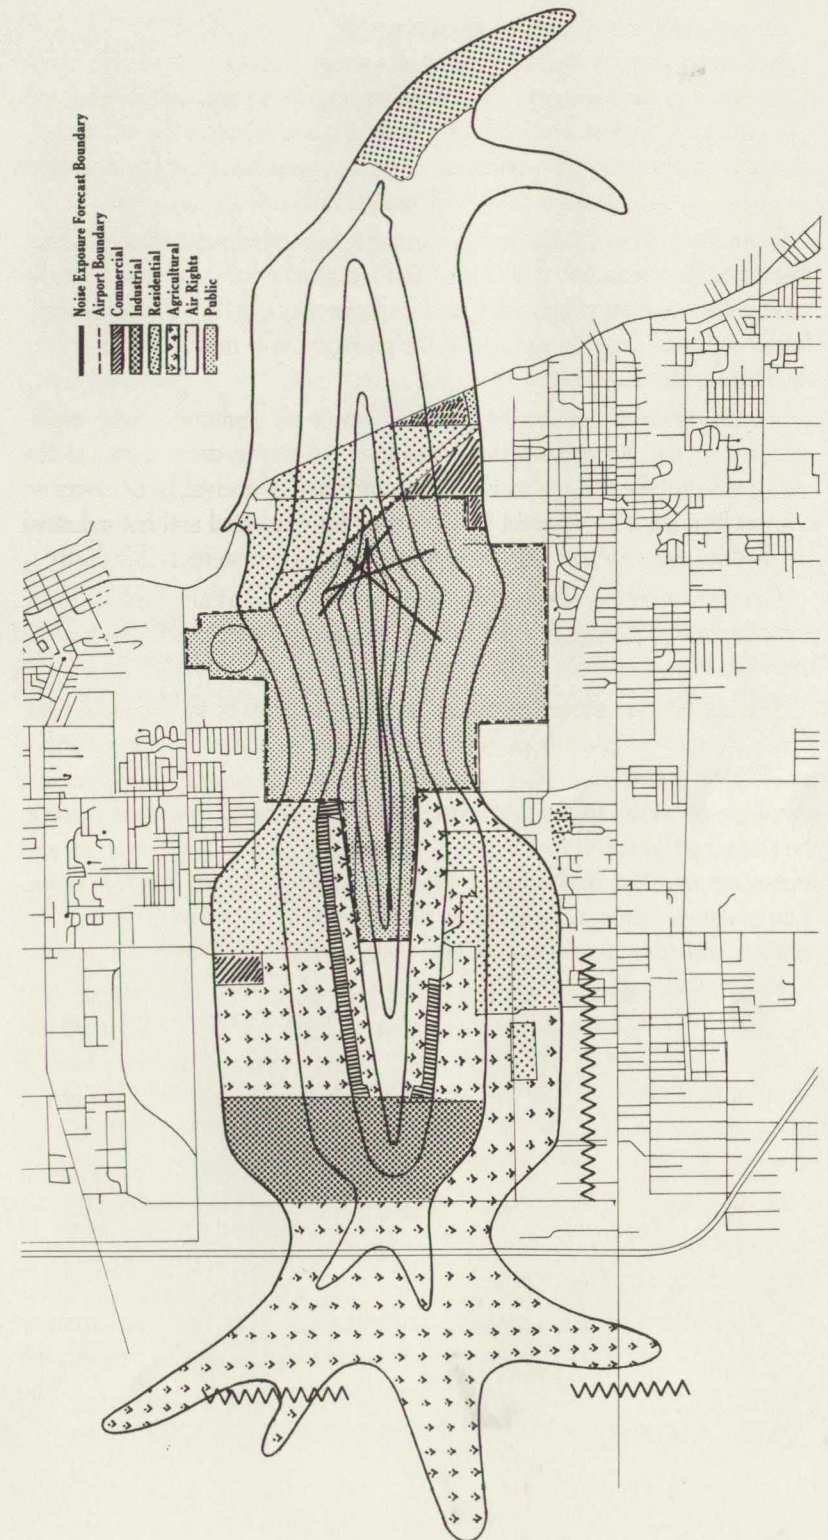 Noise Exposure Forecast Boundary
Airport Boundary
Commercial
Industrial
Residential
Agricultural
Air Rights
Public